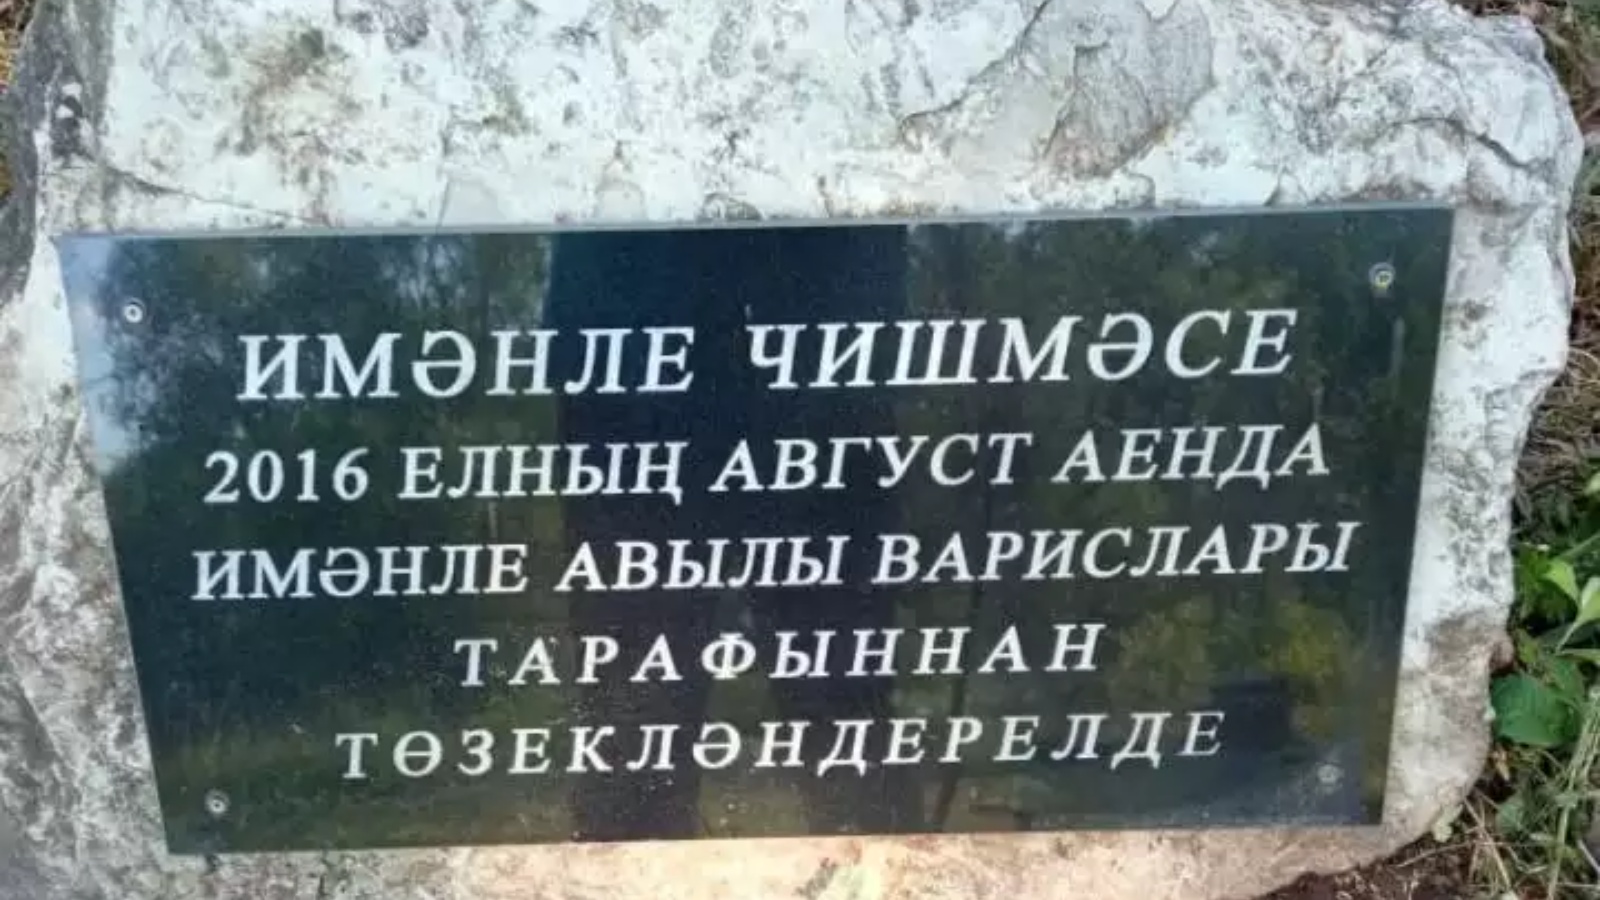 ИМӘНЛЕ ЧИШМӘСЕ
2016 ЕЛНЫҢ АВГУСТ АЕНДА
ИМӘНЛЕ АВЫЛЫ ВАРИСЛАРЫ
ТАРАФЫННАН
ТӨЗЕКЛӘНДЕРЕЛДЕ